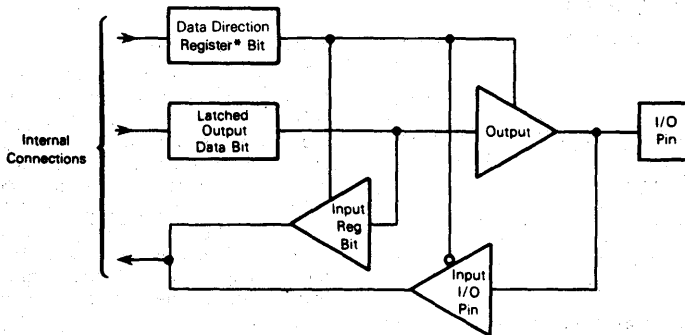 Data Direction
Register* Bit
Latched
Output
Data Bit
Output
I/O
Pin
Internal
Connections
Input
Reg
Bit
Input
I/O
Pin